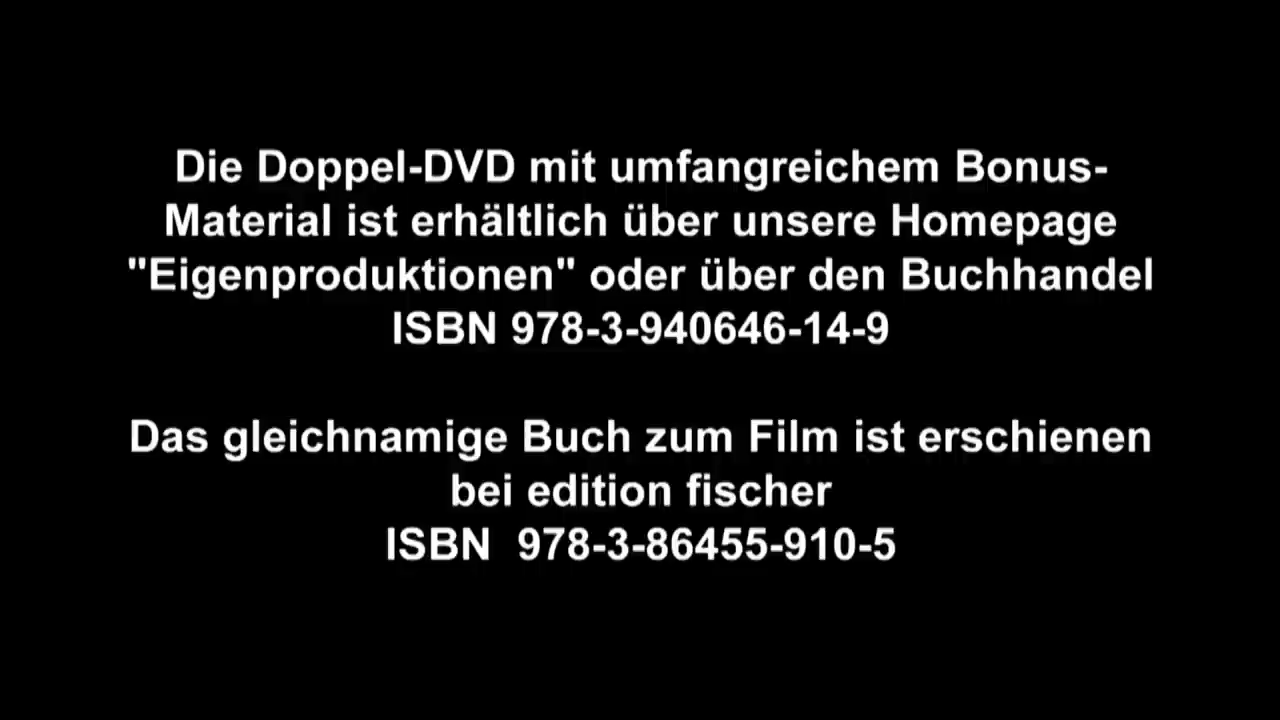 Die Doppel-DVD mit umfangreichem Bonus-
Material ist erhältlich über unsere Homepage
"Eigenproduktionen" oder über den Buchhandel
ISBN 978-3-940646-14-9
Das gleichnamige Buch zum Film ist erschienen
bei edition fischer
ISBN  978-3-86455-910-5